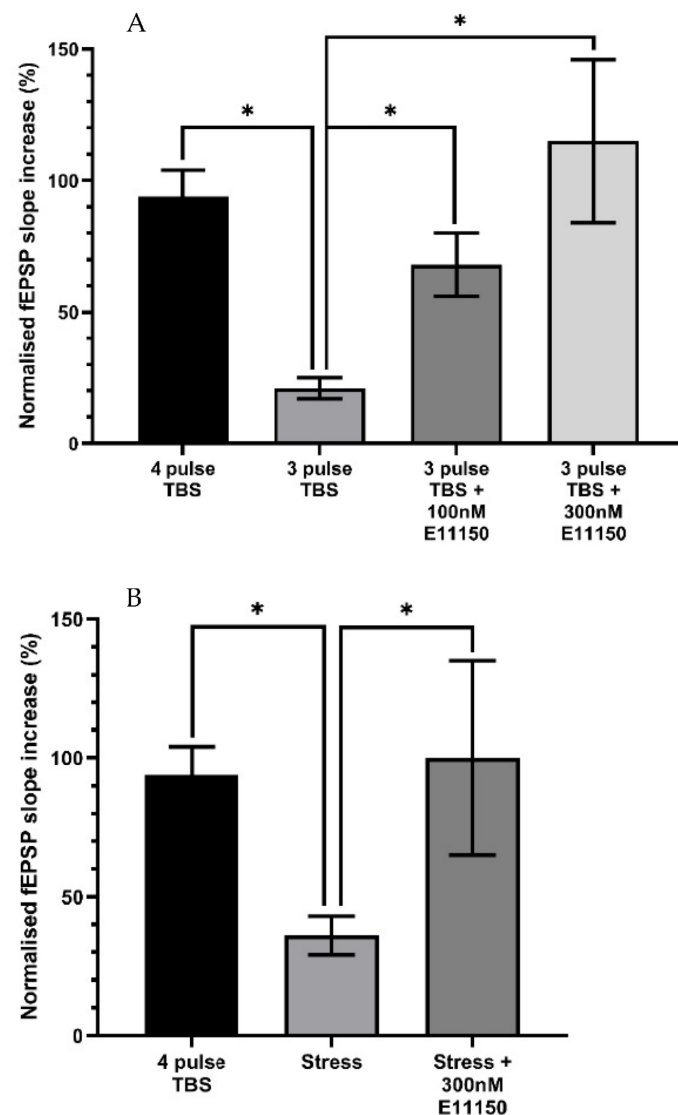 A
Normalised fEPSP slope increase (%)
150
100
50
0
*
*
*
4 pulse
TBS
3 pulse
TBS
3 pulse
TBS +
100nM
E11150
3 pulse
TBS +
300nM
E11150
B
Normalised fEPSP slope increase (%)
150
100
50
0
*
*
4 pulse
TBS
Stress
Stress +
300nM
E11150